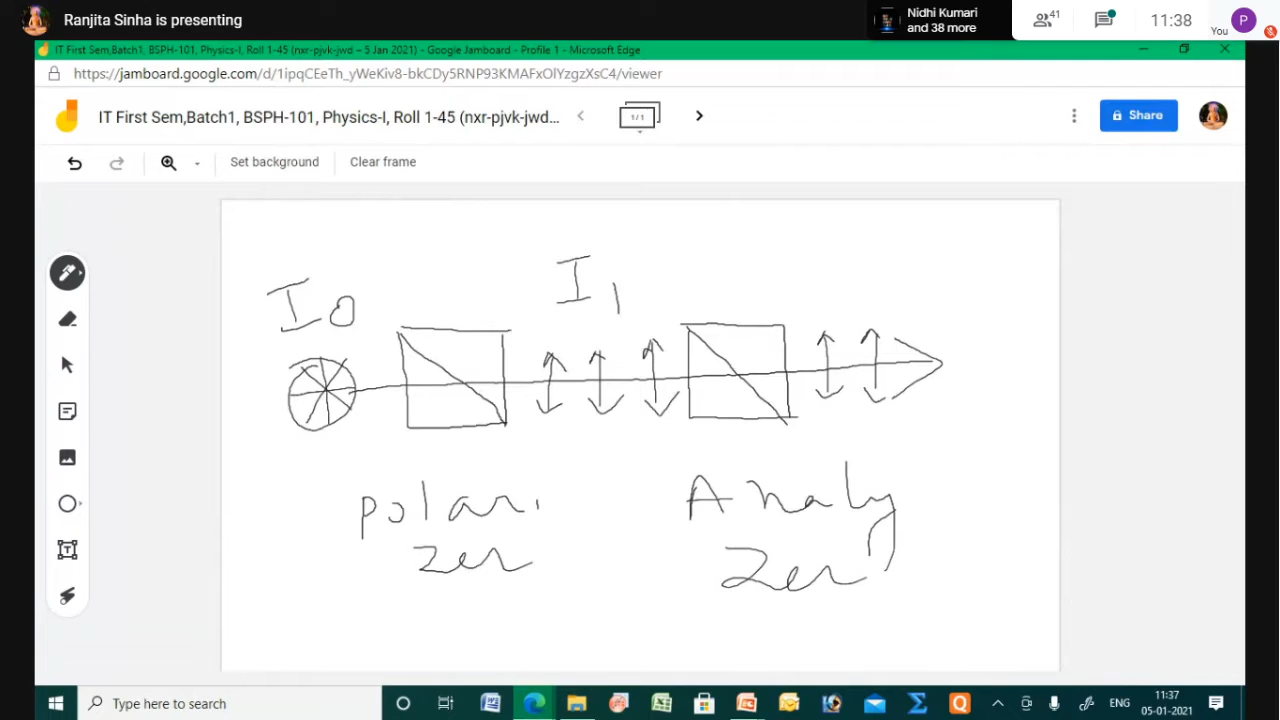 Ranjita Sinha is presenting
Nidhi Kumari
and 38 more
41
11:38
You
P
IT First Sem,Batch1, BSPH-101, Physics-I, Roll 1-45 (nxr-pjvk-jwd – 5 Jan 2021) - Google Jamboard - Profile 1 - Microsoft Edge
https://jamboard.google.com/d/1ipqCEeTh_yWeKiv8-bkCDy5RNP93KMAFxOlYzgzXsC4/viewer
IT First Sem,Batch1, BSPH-101, Physics-I, Roll 1-45 (nxr-pjvk-jwd...
1/1
Share
Set background
Clear frame
I0
I1
polari
zer
Analy
zer
Type here to search
ENG
11:37
05-01-2021